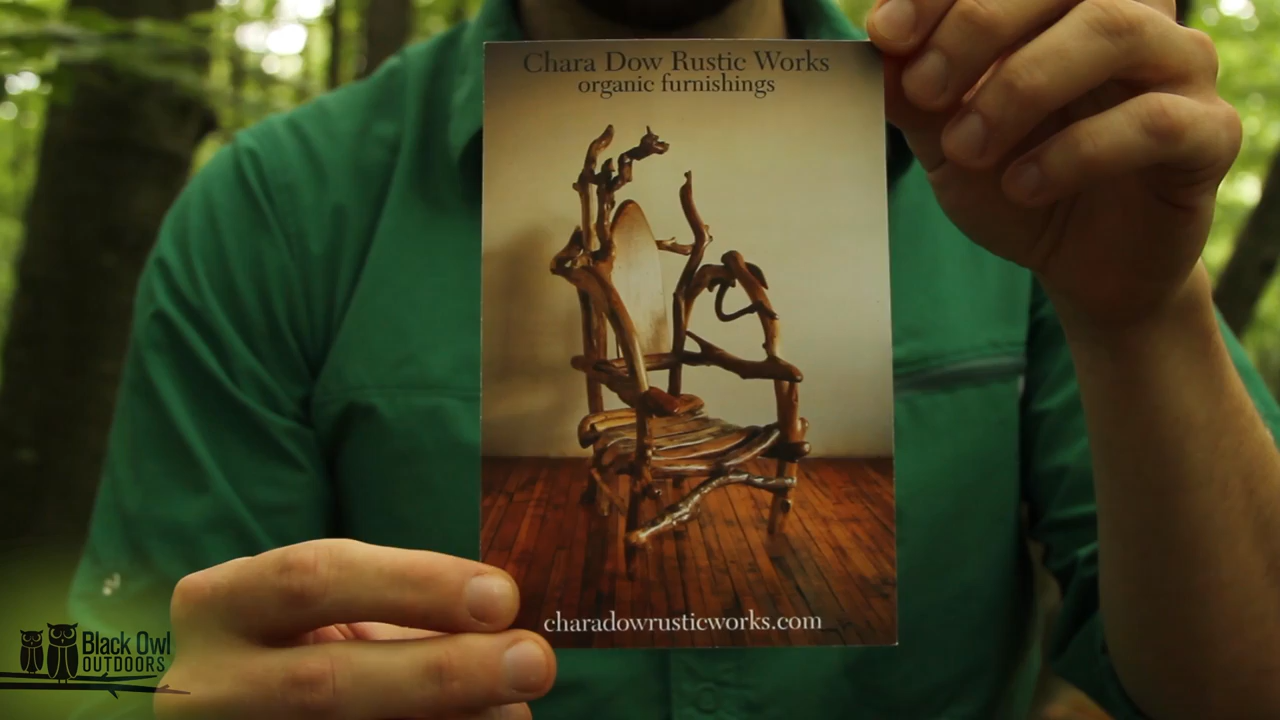 Chara Dow Rustic Works
organic furnishings
charadowrusticworks.com
Black Owl
OUTDOORS